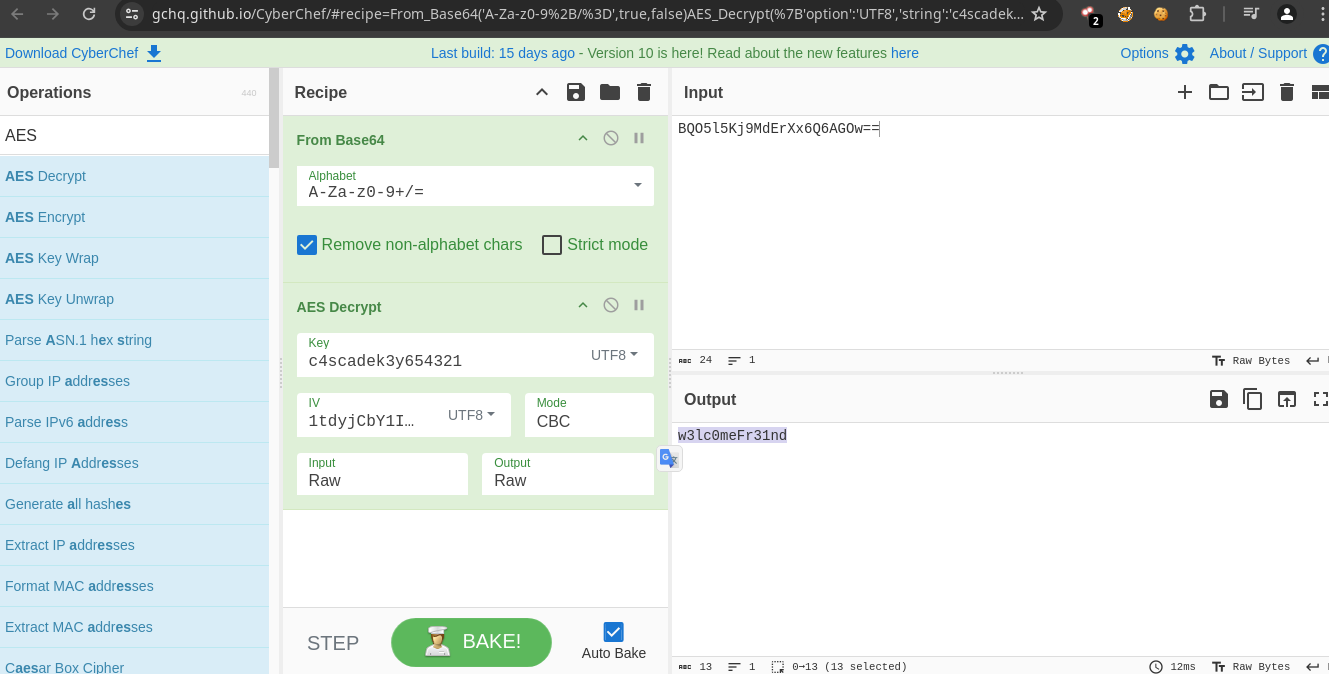 gchq.github.io/CyberChef/#recipe=From_Base64('A-Za-z0-9%2B/%3D',true,false)AES_Decrypt(%7B'option':'UTF8','string':'c4scadek...
2
Download CyberChef
Last build: 15 days ago - Version 10 is here! Read about the new features here
Options
About / Support
Operations
440
AES
AES Decrypt
AES Encrypt
AES Key Wrap
AES Key Unwrap
Parse ASN.1 hex string
Group IP addresses
Parse IPv6 address
Defang IP Addresses
Generate all hashes
Extract IP addresses
Format MAC addresses
Extract MAC addresses
Caesar Box Cipher
Recipe
From Base64
Alphabet
A-Za-z0-9+/=
Remove non-alphabet chars
Strict mode
AES Decrypt
Key
c4scadek3y654321
UTF8
IV
1tdyjCbY1I…
UTF8
Mode
CBC
Input
Raw
Output
Raw
STEP
BAKE!
Auto Bake
Input
BQO5l5Kj9MdErXx6Q6AGOw==
ABC 24
1
Tт Raw Bytes
Output
w3lc0meFr31nd
ABC 13
1
0→13 (13 selected)
12ms
Tт Raw Bytes